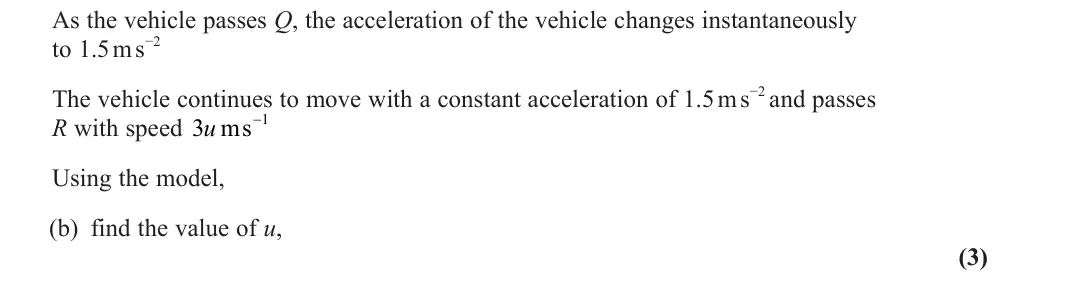 As the vehicle passes Q, the acceleration of the vehicle changes instantaneously
to 1.5 m s⁻²
The vehicle continues to move with a constant acceleration of 1.5 m s⁻² and passes
R with speed 3u m s⁻¹
Using the model,
(b) find the value of u,
(3)